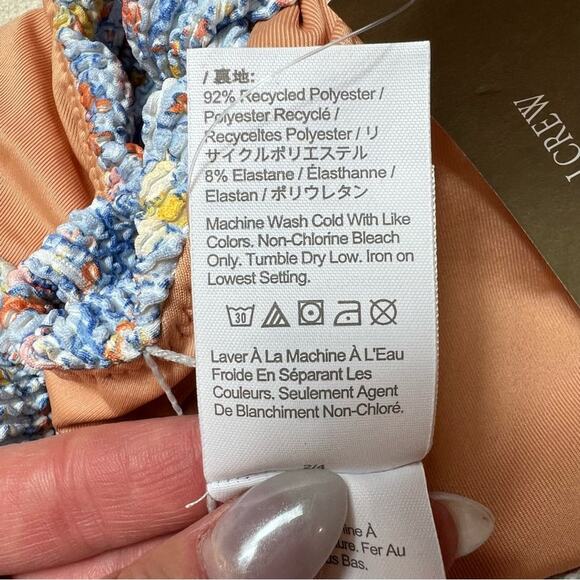 / 裏地:
92% Recycled Polyester /
Polyester Recyclé /
Recyceltes Polyester / リ
サイクルポリエステル
8% Elastane / Élasthanne /
Elastan / ポリウレタン
Machine Wash Cold With Like
Colors. Non-Chlorine Bleach
Only. Tumble Dry Low. Iron on
Lowest Setting.
30
Laver À La Machine À L'Eau
Froide En Séparant Les
Couleurs. Seulement Agent
De Blanchiment Non-Chloré.
2/4
À
Fer Au
Bas.
J.CREW